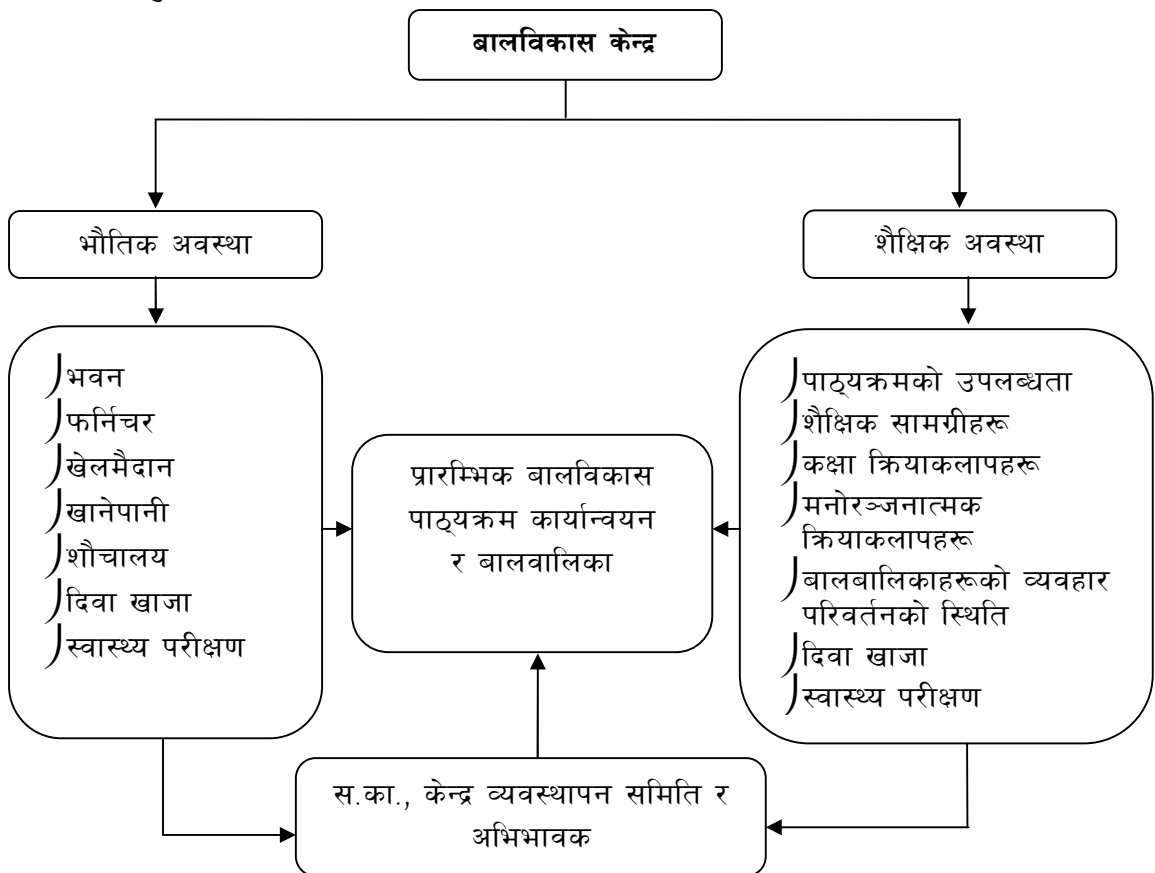 बालविकास केन्द्र
भौतिक अवस्था
शैक्षिक अवस्था
भवन
फर्निचर
खेलमैदान
खानेपानी
शौचालय
दिवा खाजा
स्वास्थ्य परीक्षण
प्रारम्भिक बालविकास
पाठ्यक्रम कार्यान्वयन
र बालवालिका
पाठ्यक्रमको उपलब्धता
शैक्षिक सामग्रीहरू
कक्षा क्रियाकलापहरू
मनोरञ्जनात्मक
क्रियाकलापहरू
बालबालिकाहरूको व्यवहार
परिवर्तनको स्थिति
दिवा खाजा
स्वास्थ्य परीक्षण
स.का., केन्द्र व्यवस्थापन समिति र
अभिभावक